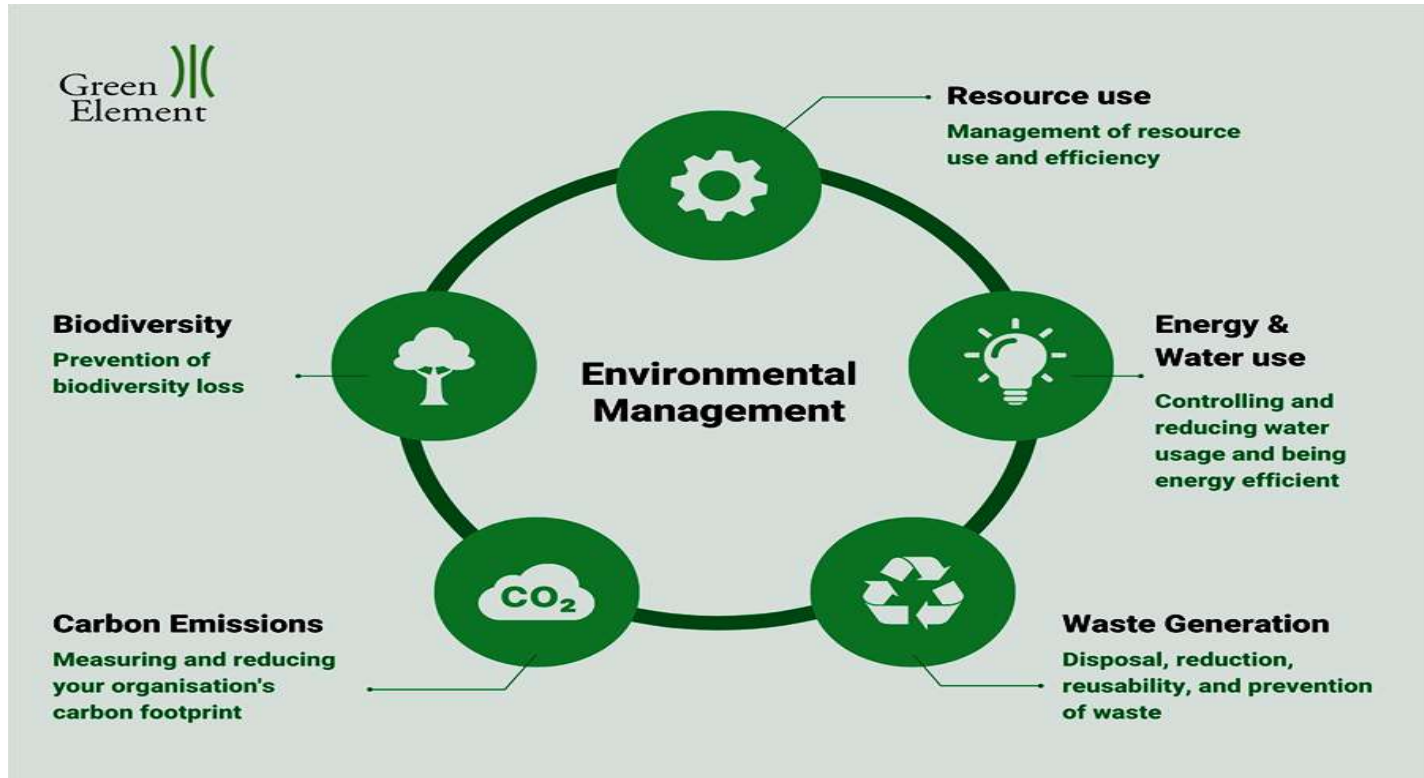 Green
Element
Resource use
Management of resource
use and efficiency
Energy &
Water use
Controlling and
reducing water
usage and being
energy efficient
Waste Generation
Disposal, reduction,
reusability, and prevention
of waste
Carbon Emissions
Measuring and reducing
your organisation's
carbon footprint
Biodiversity
Prevention of
biodiversity loss
Environmental
Management
CO₂